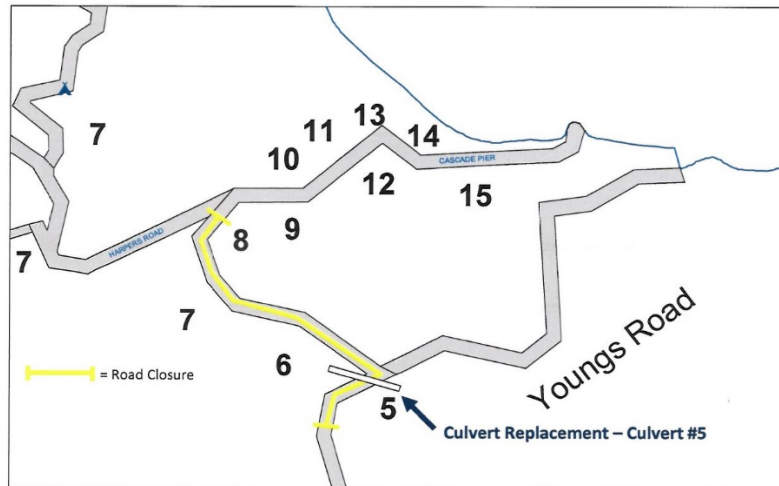 13
11
14
7
10
CASCADE PIER
12
15
HARPERS ROAD
8
9
7
7
6
Youngs Road
= Road Closure
5
Culvert Replacement – Culvert #5